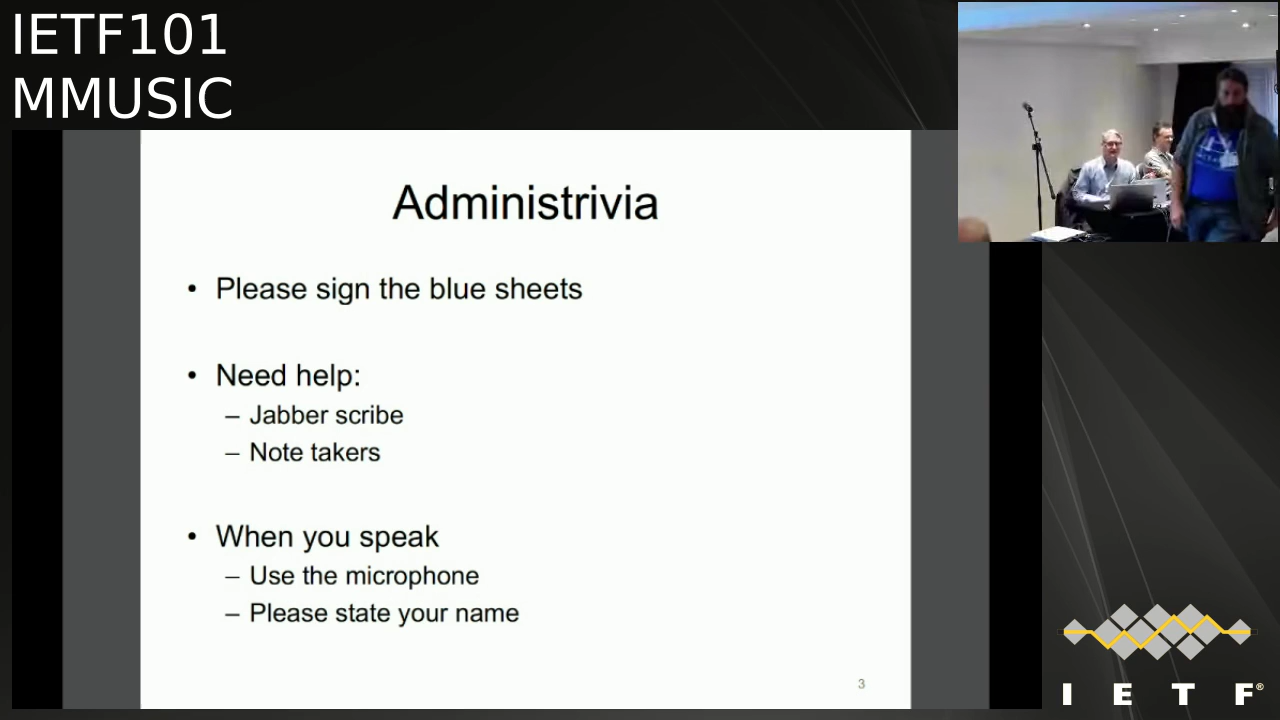 IETF101
MMUSIC
Administrivia
• Please sign the blue sheets
• Need help:
– Jabber scribe
– Note takers
• When you speak
– Use the microphone
– Please state your name
3
I E T F®